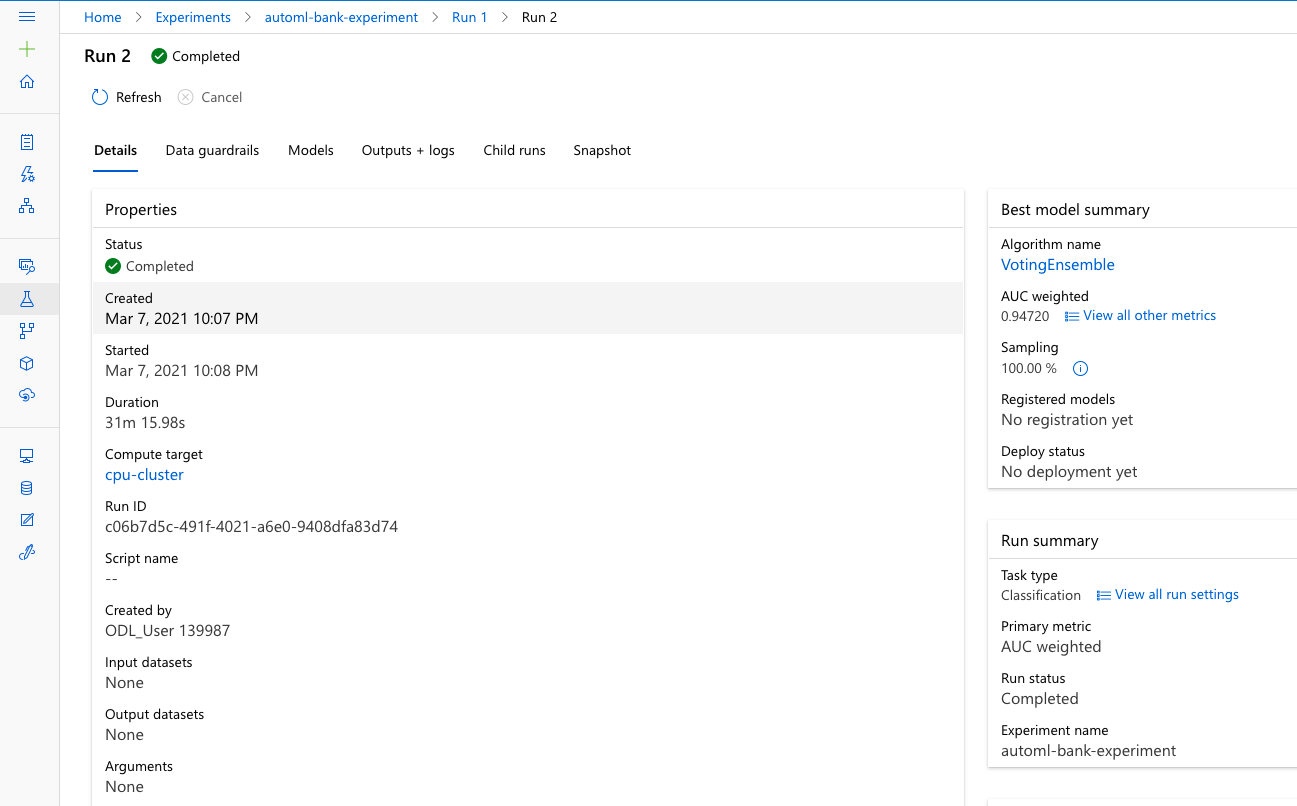 Home > Experiments > automl-bank-experiment > Run 1 > Run 2
Run 2 Completed
Refresh Cancel
Details Data guardrails Models Outputs + logs Child runs Snapshot
Properties
Status
Completed
Created
Mar 7, 2021 10:07 PM
Started
Mar 7, 2021 10:08 PM
Duration
31m 15.98s
Compute target
cpu-cluster
Run ID
c06b7d5c-491f-4021-a6e0-9408dfa83d74
Script name
--
Created by
ODL_User 139987
Input datasets
None
Output datasets
None
Arguments
None
Best model summary
Algorithm name
VotingEnsemble
AUC weighted
0.94720 View all other metrics
Sampling
100.00 %
Registered models
No registration yet
Deploy status
No deployment yet
Run summary
Task type
Classification View all run settings
Primary metric
AUC weighted
Run status
Completed
Experiment name
automl-bank-experiment